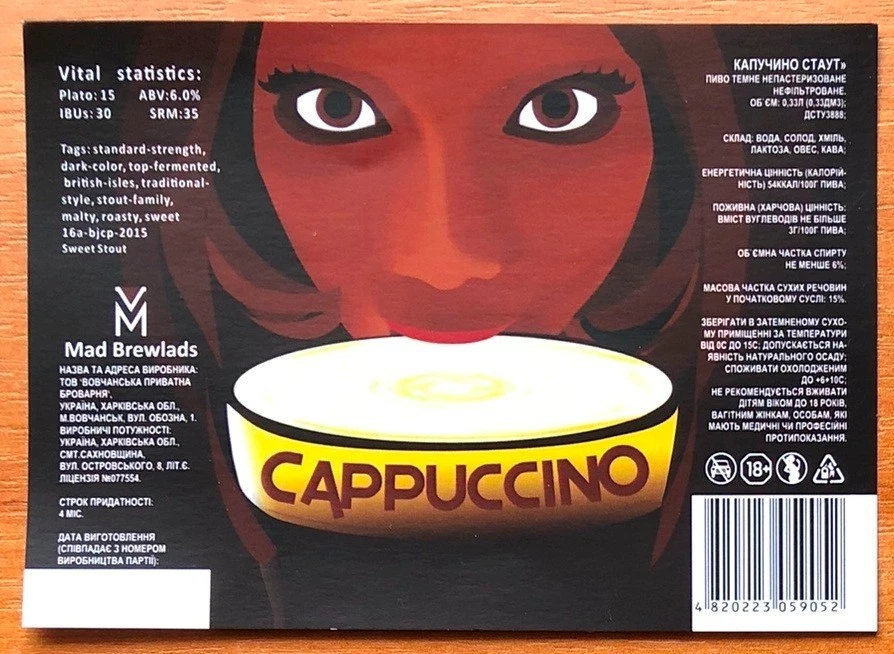 Vital statistics:
Plato: 15 ABV:6.0%
IBUs: 30 SRM:35
Tags: standard-strength,
dark-color, top-fermented,
british-isles, traditional-
style, stout-family,
malty, roasty, sweet
16a-bjcp-2015
Sweet Stout
Mad Brewlads
НАЗВА ТА АДРЕСА ВИРОБНИКА:
ТОВ 'ВОВЧАНСЬКА ПРИВАТНА
БРОВАРНЯ',
УКРАЇНА, ХАРКІВСЬКА ОБЛ.,
М.ВОВЧАНСЬК, ВУЛ. ОБОЗНА, 1.
ВИРОБНИЧІ ПОТУЖНОСТІ:
УКРАЇНА, ХАРКІВСЬКА ОБЛ.,
СМТ.САХНОВЩИНА,
ВУЛ. ОСТРОВСЬКОГО, 8, ЛІТ.Є.
ЛІЦЕНЗІЯ №077554.
СТРОК ПРИДАТНОСТІ:
4 МІС.
ДАТА ВИГОТОВЛЕННЯ
(СПІВПАДАЄ З НОМЕРОМ
ВИРОБНИЦТВА ПАРТІЇ):
CAPPUCCINO
КАПУЧИНО СТАУТ»
ПИВО ТЕМНЕ НЕПАСТЕРИЗОВАНЕ
НЕФІЛЬТРОВАНЕ.
ОБ´ЄМ: 0,33Л (0,33ДМ3);
ДСТУ3888;
СКЛАД: ВОДА, СОЛОД, ХМІЛЬ,
ЛАКТОЗА, ОВЕС, КАВА;
ЕНЕРГЕТИЧНА ЦІННІСТЬ (КАЛОРІЙ-
НІСТЬ) 54ККАЛ/100Г ПИВА;
ПОЖИВНА (ХАРЧОВА) ЦІННІСТЬ:
ВМІСТ ВУГЛЕВОДІВ НЕ БІЛЬШЕ
3Г/100Г ПИВА;
ОБ´ЄМНА ЧАСТКА СПИРТУ
НЕ МЕНШЕ 6%;
МАСОВА ЧАСТКА СУХИХ РЕЧОВИН
У ПОЧАТКОВОМУ СУСЛІ: 15%.
ЗБЕРІГАТИ В ЗАТЕМНЕНОМУ СУХО-
МУ ПРИМІЩЕННІ ЗА ТЕМПЕРАТУРИ
ВІД 0С ДО 15С; ДОПУСКАЄТЬСЯ НА-
ЯВНІСТЬ НАТУРАЛЬНОГО ОСАДУ;
СПОЖИВАТИ ОХОЛОДЖЕНИМ
ДО +6+10С;
НЕ РЕКОМЕНДУЄТЬСЯ ВЖИВАТИ
ДІТЯМ ВІКОМ ДО 18 РОКІВ,
ВАГІТНИМ ЖІНКАМ, ОСОБАМ, ЯКІ
МАЮТЬ МЕДИЧНІ ЧИ ПРОФЕСІЙНІ
ПРОТИПОКАЗАННЯ.
18+
4 820223 059052